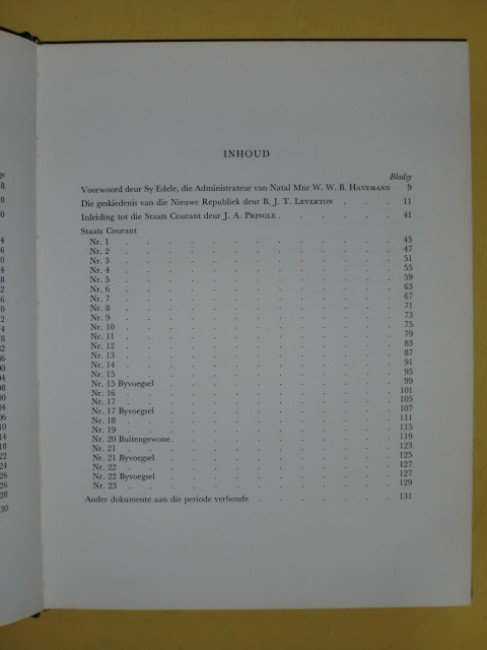 INHOUD
Bladsy
Voorwoord deur Sy Edele, die Administrateur van Natal Mnr W. W. B. HAVEMANN 9
Die geskiedenis van die Nieuwe Republiek deur B. J. T. LEVERTON . . . . 11
Inleiding tot die Staats Courant deur J. A. PRINGLE . . . . . . 41
Staats Courant
Nr. 1 . . . . . . . . . . . . 45
Nr. 2 . . . . . . . . . . . . 47
Nr. 3 . . . . . . . . . . . . 51
Nr. 4 . . . . . . . . . . . . 55
Nr. 5 . . . . . . . . . . . . 59
Nr. 6 . . . . . . . . . . . . 63
Nr. 7 . . . . . . . . . . . . 67
Nr. 8 . . . . . . . . . . . . 71
Nr. 9 . . . . . . . . . . . . 73
Nr. 10 . . . . . . . . . . . . 75
Nr. 11 . . . . . . . . . . . . 79
Nr. 12 . . . . . . . . . . . . 83
Nr. 13 . . . . . . . . . . . . 87
Nr. 14 . . . . . . . . . . . . 91
Nr. 15 . . . . . . . . . . . . 95
Nr. 15 Byvoegsel . . . . . . . . . . 99
Nr. 16 . . . . . . . . . . . . 101
Nr. 17 . . . . . . . . . . . . 105
Nr. 17 Byvoegsel . . . . . . . . . . 107
Nr. 18 . . . . . . . . . . . . 111
Nr. 19 . . . . . . . . . . . . 115
Nr. 20 Buitengewone . . . . . . . . . . 119
Nr. 21 . . . . . . . . . . . . 123
Nr. 21 Byvoegsel . . . . . . . . . . 125
Nr. 22 . . . . . . . . . . . . 127
Nr. 22 Byvoegsel . . . . . . . . . . 127
Nr. 23 . . . . . . . . . . . . 129
Ander dokumente aan die periode verbonde . . . . . . 131